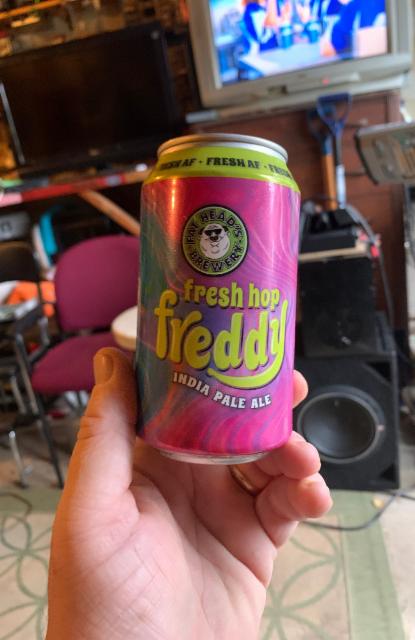 FRESH AF · FRESH AF · FRESH
FAT HEAD'S
BREWERY
fresh hop
freddy
INDIA PALE ALE